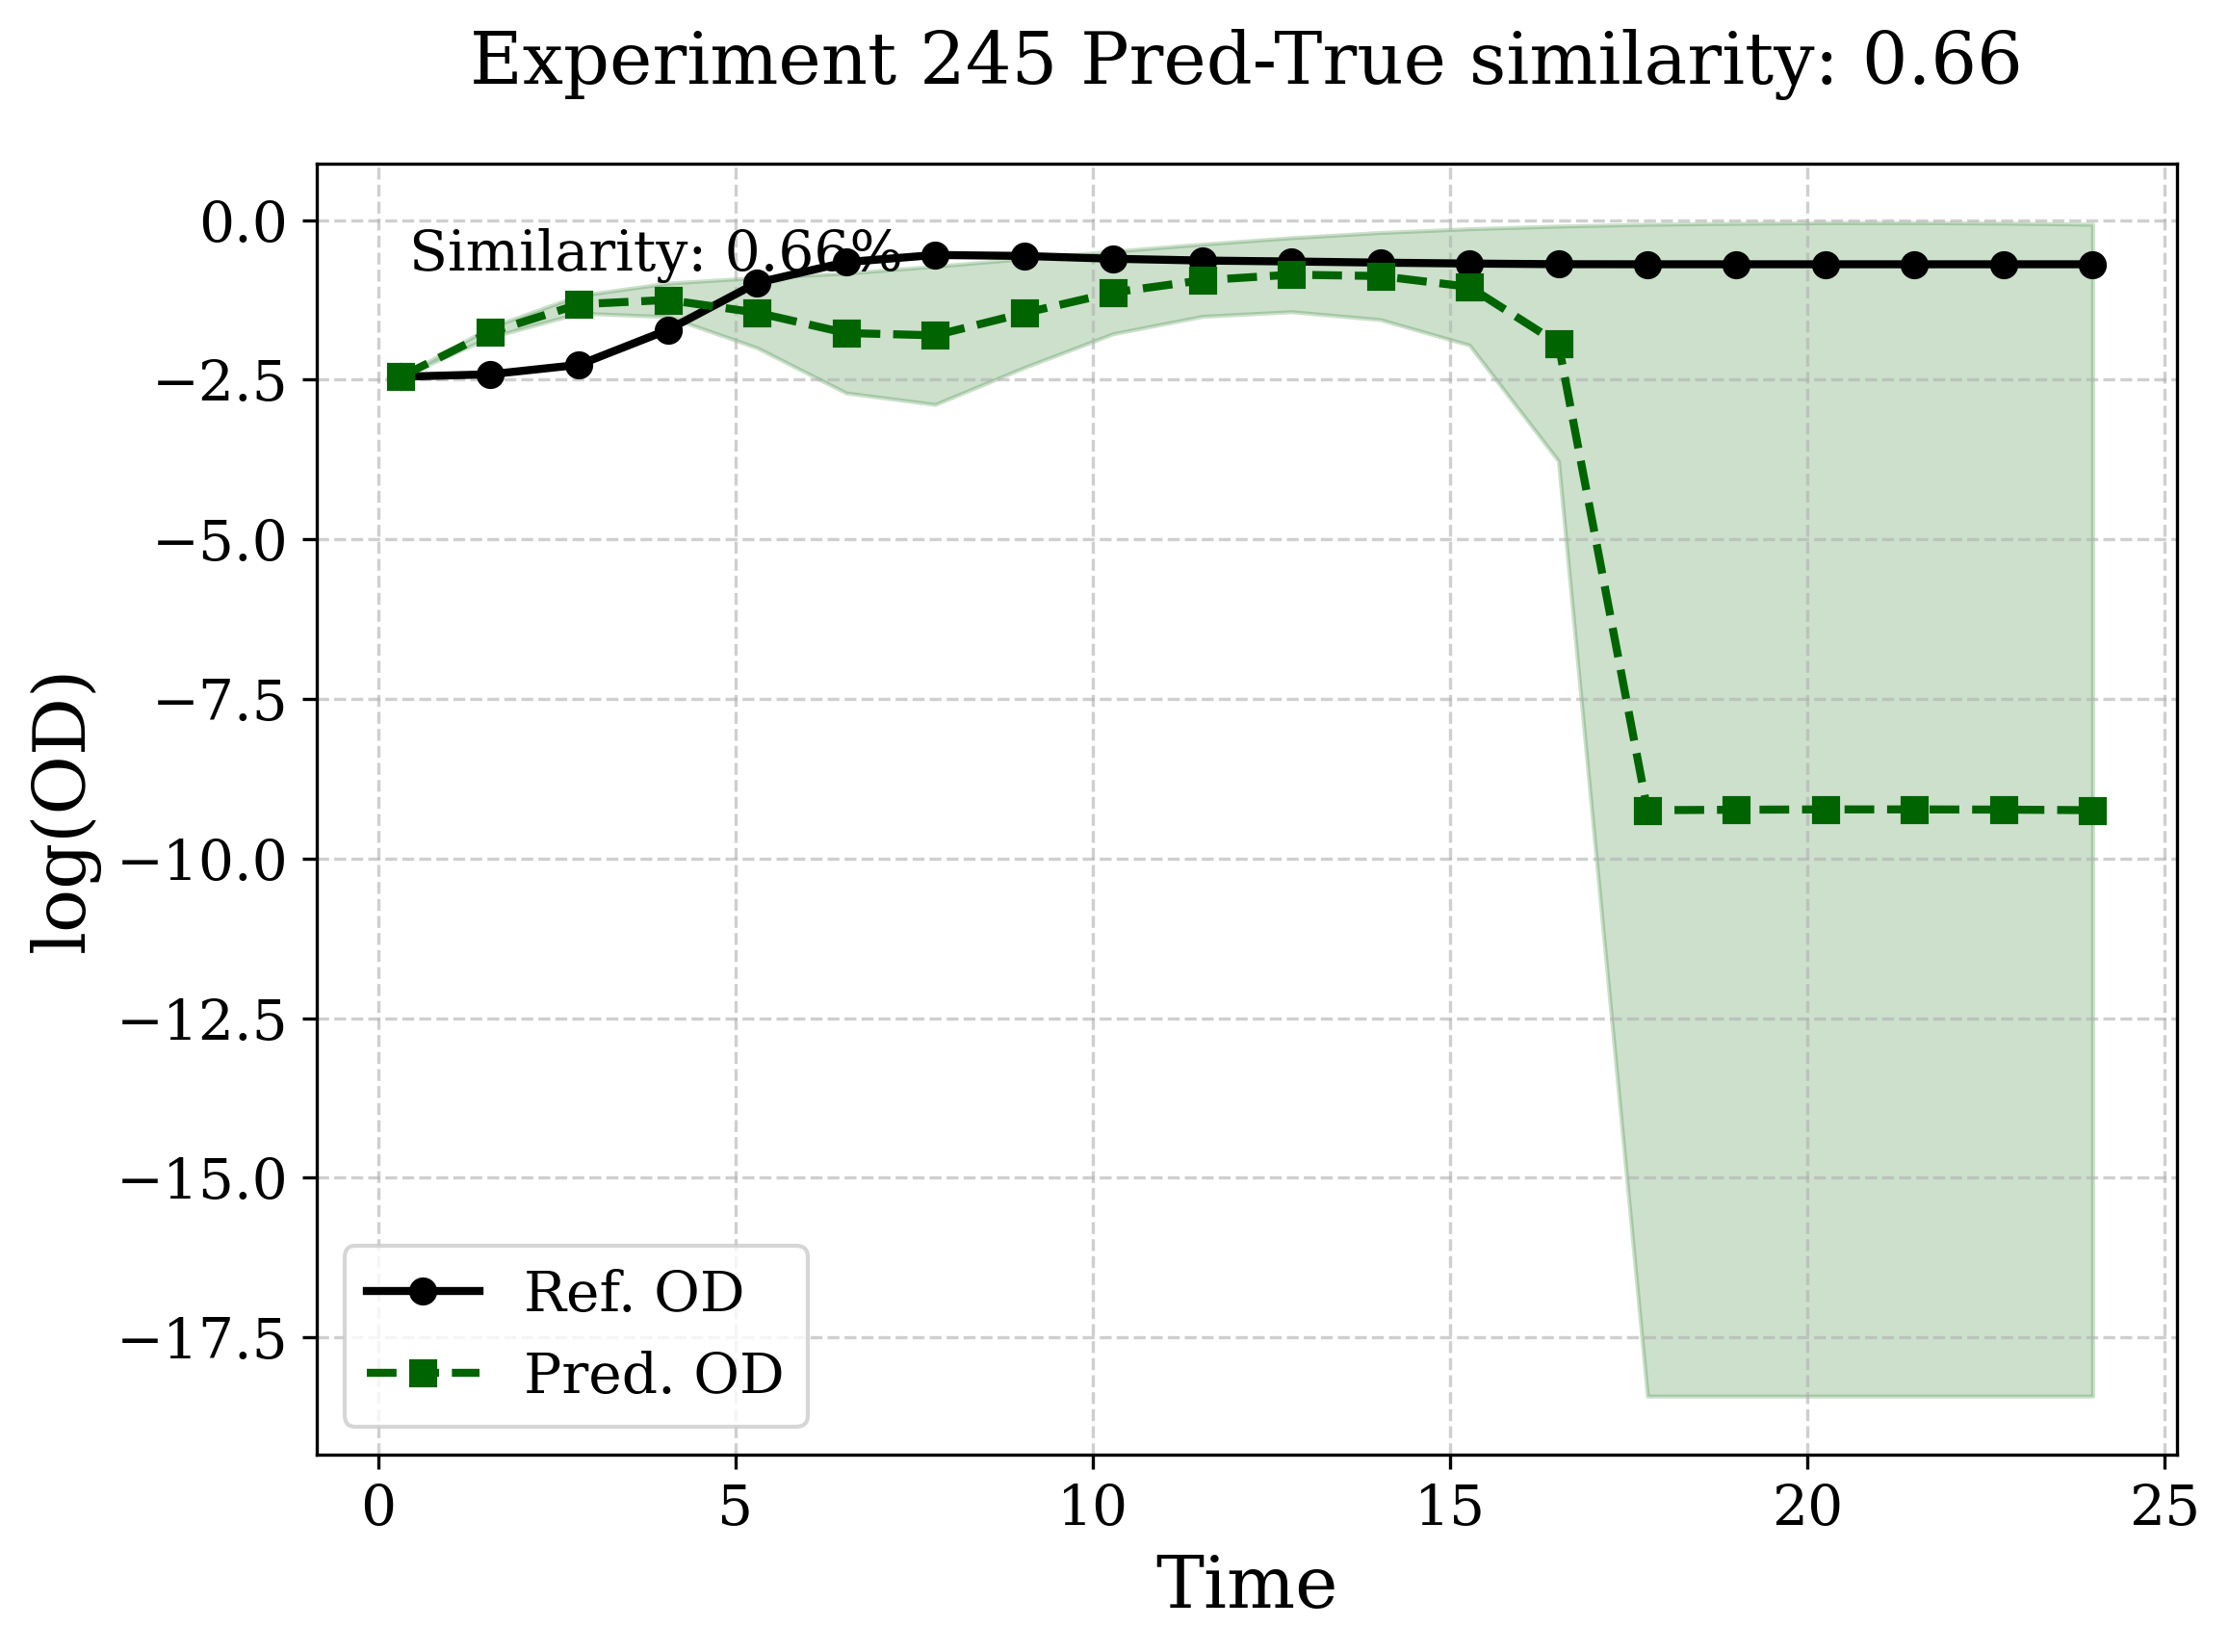 Experiment 245 Pred-True similarity: 0.66
Similarity: 0.66%
0.0
−2.5
−5.0
−7.5
−10.0
−12.5
−15.0
−17.5
log(OD)
Ref. OD
Pred. OD
0 5 10 15 20 25
Time